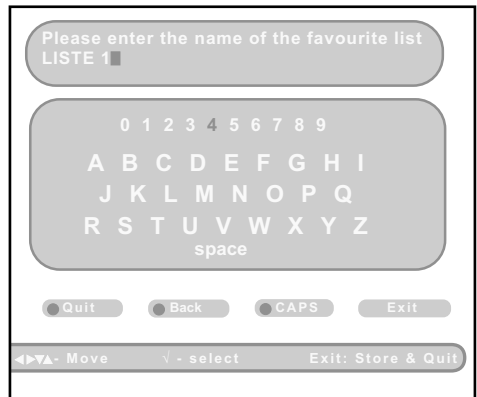 Please enter the name of the favourite list
LISTE 1
0 1 2 3 4 5 6 7 8 9
A B C D E F G H I
J K L M N O P Q
R S T U V W X Y Z
space
Quit Back CAPS Exit
◀▶▼▲- Move √ - select Exit: Store & Quit